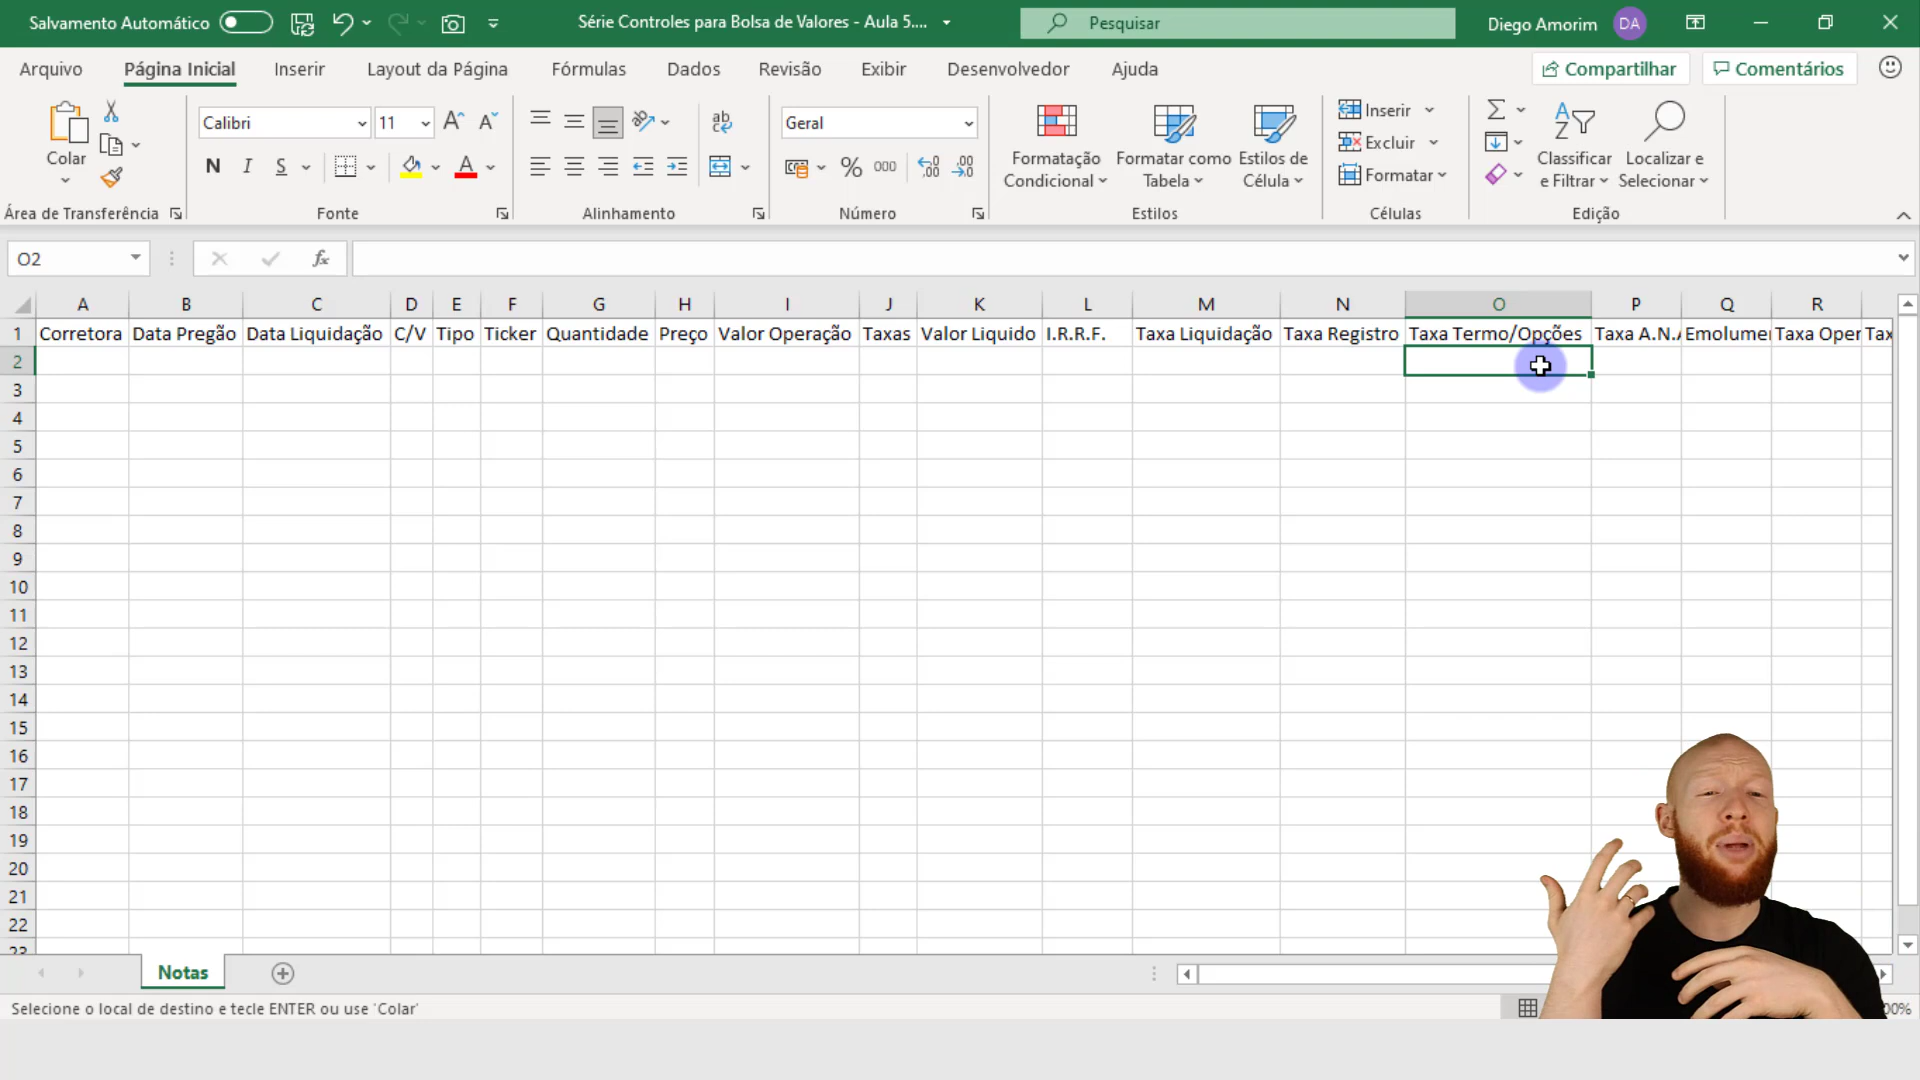 Salvamento Automático
Série Controles para Bolsa de Valores - Aula 5....
Pesquisar
Diego Amorim
DA
Arquivo Página Inicial Inserir Layout da Página Fórmulas Dados Revisão Exibir Desenvolvedor Ajuda
Compartilhar
Comentários
Colar
Área de Transferência
Calibri 11
N I S
Fonte
Alinhamento
Geral
% 000
Número
Formatação
Condicional
Formatar como
Tabela
Estilos de
Célula
Estilos
Inserir
Excluir
Formatar
Células
Classificar
e Filtrar
Localizar e
Selecionar
Edição
O2
fx
A B C D E F G H I J K L M N O P Q R
1 Corretora Data Pregão Data Liquidação C/V Tipo Ticker Quantidade Preço Valor Operação Taxas Valor Liquido I.R.R.F. Taxa Liquidação Taxa Registro Taxa Termo/Opções Taxa A.N.A Emolumen Taxa Oper Tax
2
3
4
5
6
7
8
9
10
11
12
13
14
15
16
17
18
19
20
21
22
23
Notas
Selecione o local de destino e tecle ENTER ou use 'Colar'
00%